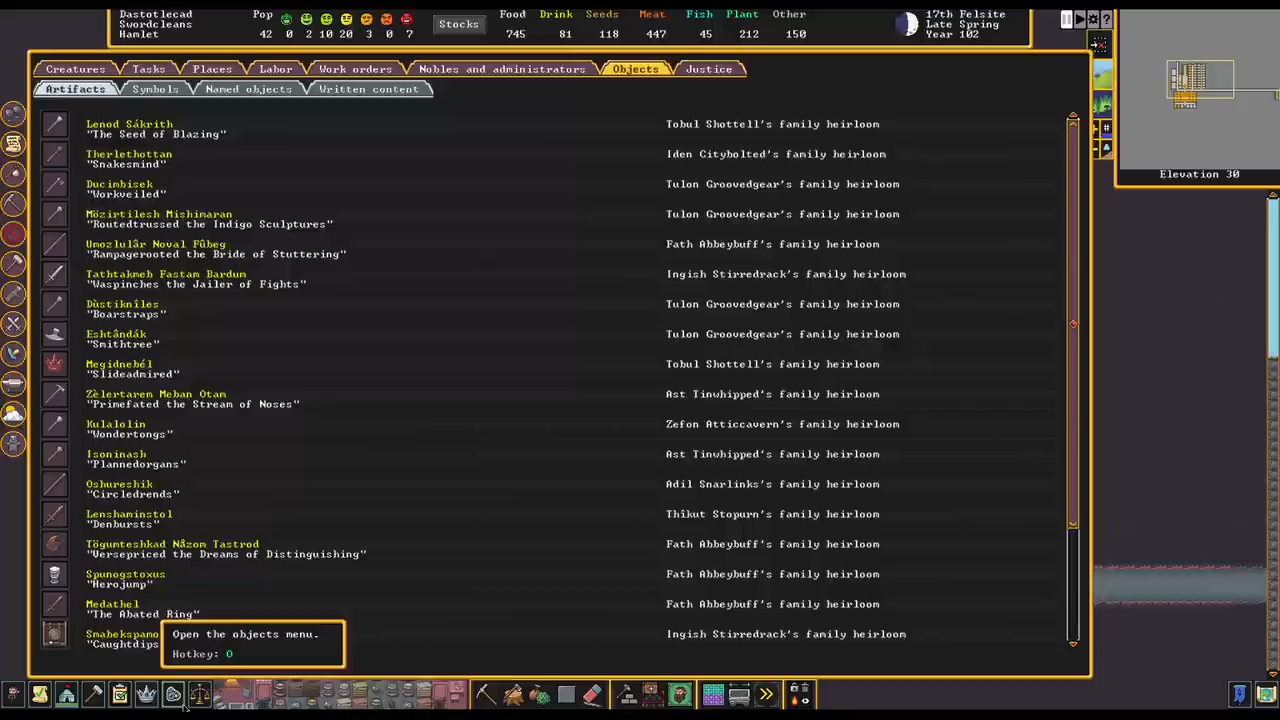 Dastotlecad
Swordcleans
Hamlet
Pop
42 0 2 10 20 3 0 7
Stocks
Food Drink Seeds Meat Fish Plant Other
745 81 118 447 45 212 150
17th Felsite
Late Spring
Year 102
Creatures Tasks Places Labor Work orders Nobles and administrators Objects Justice
Artifacts Symbols Named objects Written content
Lenod Sákrith Tobul Shottell's family heirloom
"The Seed of Blazing"
Therlethottan Iden Citybolted's family heirloom
"Snakesmind"
Ducimbisek Tulon Groovedgear's family heirloom
"Workveiled"
Mözirtilesh Mishimaran Tulon Groovedgear's family heirloom
"Routedtrussed the Indigo Sculptures"
Umozlulâr Noval Fûbeg Fath Abbeybuff's family heirloom
"Rampagerooted the Bride of Stuttering"
Tathtakmeb Fastam Bardum Ingish Stirredrack's family heirloom
"Waspinches the Jailer of Fights"
Dùstiknîles Tulon Groovedgear's family heirloom
"Boarstraps"
Eshtândák Tulon Groovedgear's family heirloom
"Smithtree"
Megidnebél Tobul Shottell's family heirloom
"Slideadmired"
Zèlertarem Meban Otam Ast Tinwhipped's family heirloom
"Primefated the Stream of Noses"
Kulalolin Zefon Atticcavern's family heirloom
"Wondertongs"
Isoninash Ast Tinwhipped's family heirloom
"Plannedorgans"
Oshureshik Adil Snarlinks's family heirloom
"Circledrends"
Lenshaminstol Thîkut Stopurn's family heirloom
"Denbursts"
Tögumteshkad Nåzom Tastrod Fath Abbeybuff's family heirloom
"Versepriced the Dreams of Distinguishing"
Spunogstoxus Fath Abbeybuff's family heirloom
"Herojump"
Medathel Fath Abbeybuff's family heirloom
"The Abated Ring"
Smabekspamo Ingish Stirredrack's family heirloom
"Caughtdips
Open the objects menu.
Hotkey: O
Elevation 30